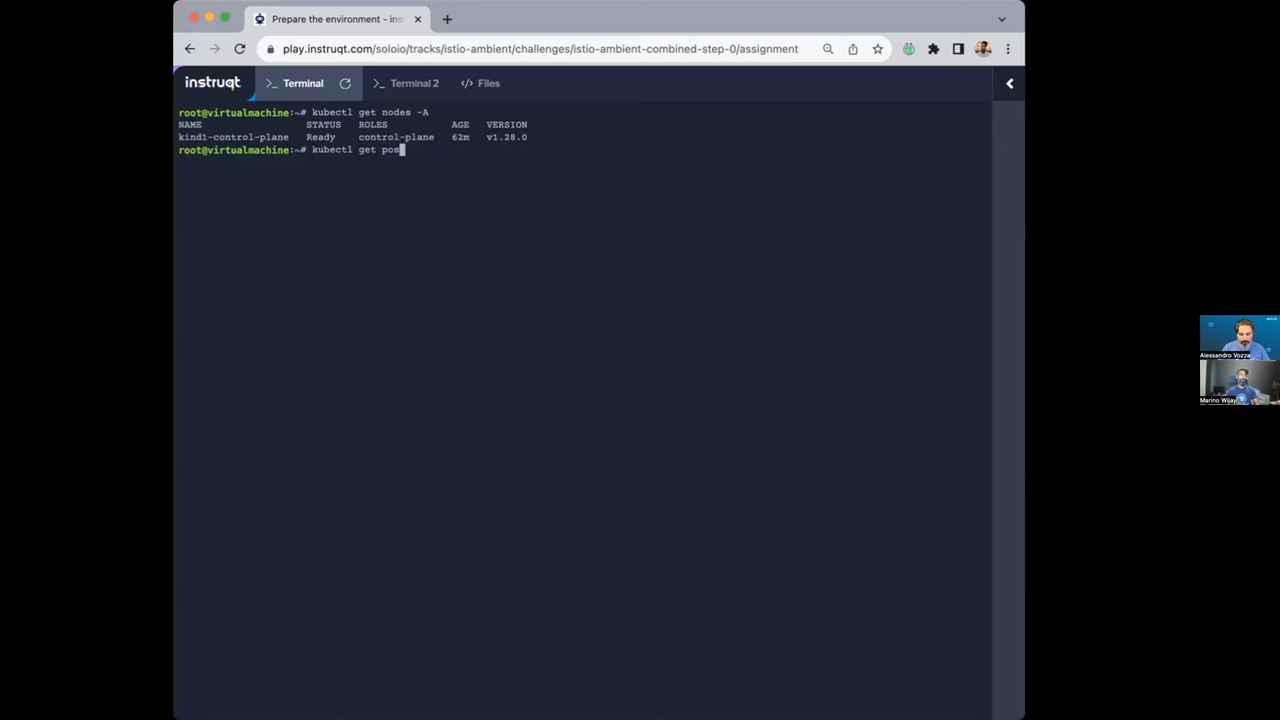 Prepare the environment - ins
play.instruqt.com/soloio/tracks/istio-ambient/challenges/istio-ambient-combined-step-0/assignment
instruqt >_ Terminal >_ Terminal 2 </> Files
root@virtualmachine:~# kubectl get nodes -A
NAME STATUS ROLES AGE VERSION
kind1-control-plane Ready control-plane 62m v1.28.0
root@virtualmachine:~# kubectl get pos
Alessandro Vozza
Marino Wijay